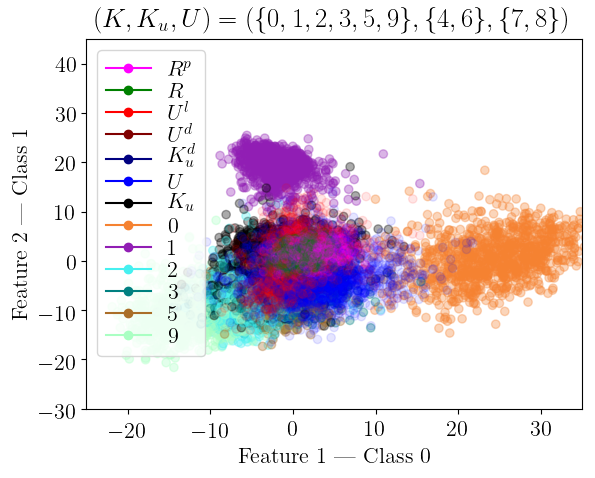 (K, K_u, U) = ({0, 1, 2, 3, 5, 9}, {4, 6}, {7, 8})
R^p
R
U^l
U^d
K_u^d
U
K_u
0
1
2
3
5
9
40
30
20
10
0
−10
−20
−30
Feature 2 — Class 1
−20 −10 0 10 20 30
Feature 1 — Class 0